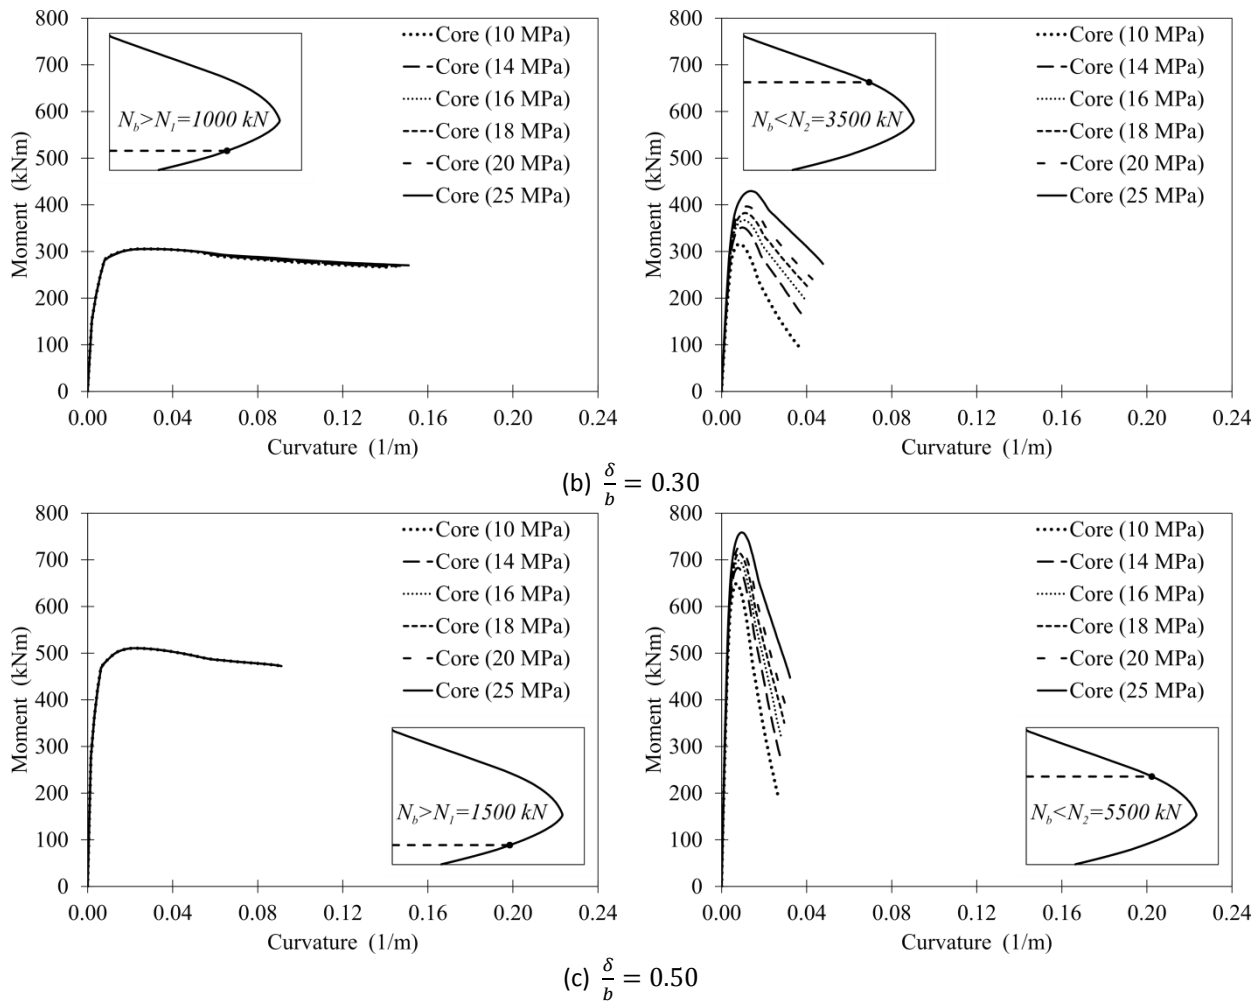 800
700
600
500
400
300
200
100
0
Moment (kNm)
Core (10 MPa)
Core (14 MPa)
Core (16 MPa)
Core (18 MPa)
Core (20 MPa)
Core (25 MPa)
N_b>N_1=1000 kN
0.00 0.04 0.08 0.12 0.16 0.20 0.24
Curvature (1/m)
800
700
600
500
400
300
200
100
0
Moment (kNm)
Core (10 MPa)
Core (14 MPa)
Core (16 MPa)
Core (18 MPa)
Core (20 MPa)
Core (25 MPa)
N_b<N_2=3500 kN
0.00 0.04 0.08 0.12 0.16 0.20 0.24
Curvature (1/m)
(b) δ/b = 0.30
800
700
600
500
400
300
200
100
0
Moment (kNm)
Core (10 MPa)
Core (14 MPa)
Core (16 MPa)
Core (18 MPa)
Core (20 MPa)
Core (25 MPa)
N_b>N_1=1500 kN
0.00 0.04 0.08 0.12 0.16 0.20 0.24
Curvature (1/m)
800
700
600
500
400
300
200
100
0
Moment (kNm)
Core (10 MPa)
Core (14 MPa)
Core (16 MPa)
Core (18 MPa)
Core (20 MPa)
Core (25 MPa)
N_b<N_2=5500 kN
0.00 0.04 0.08 0.12 0.16 0.20 0.24
Curvature (1/m)
(c) δ/b = 0.50